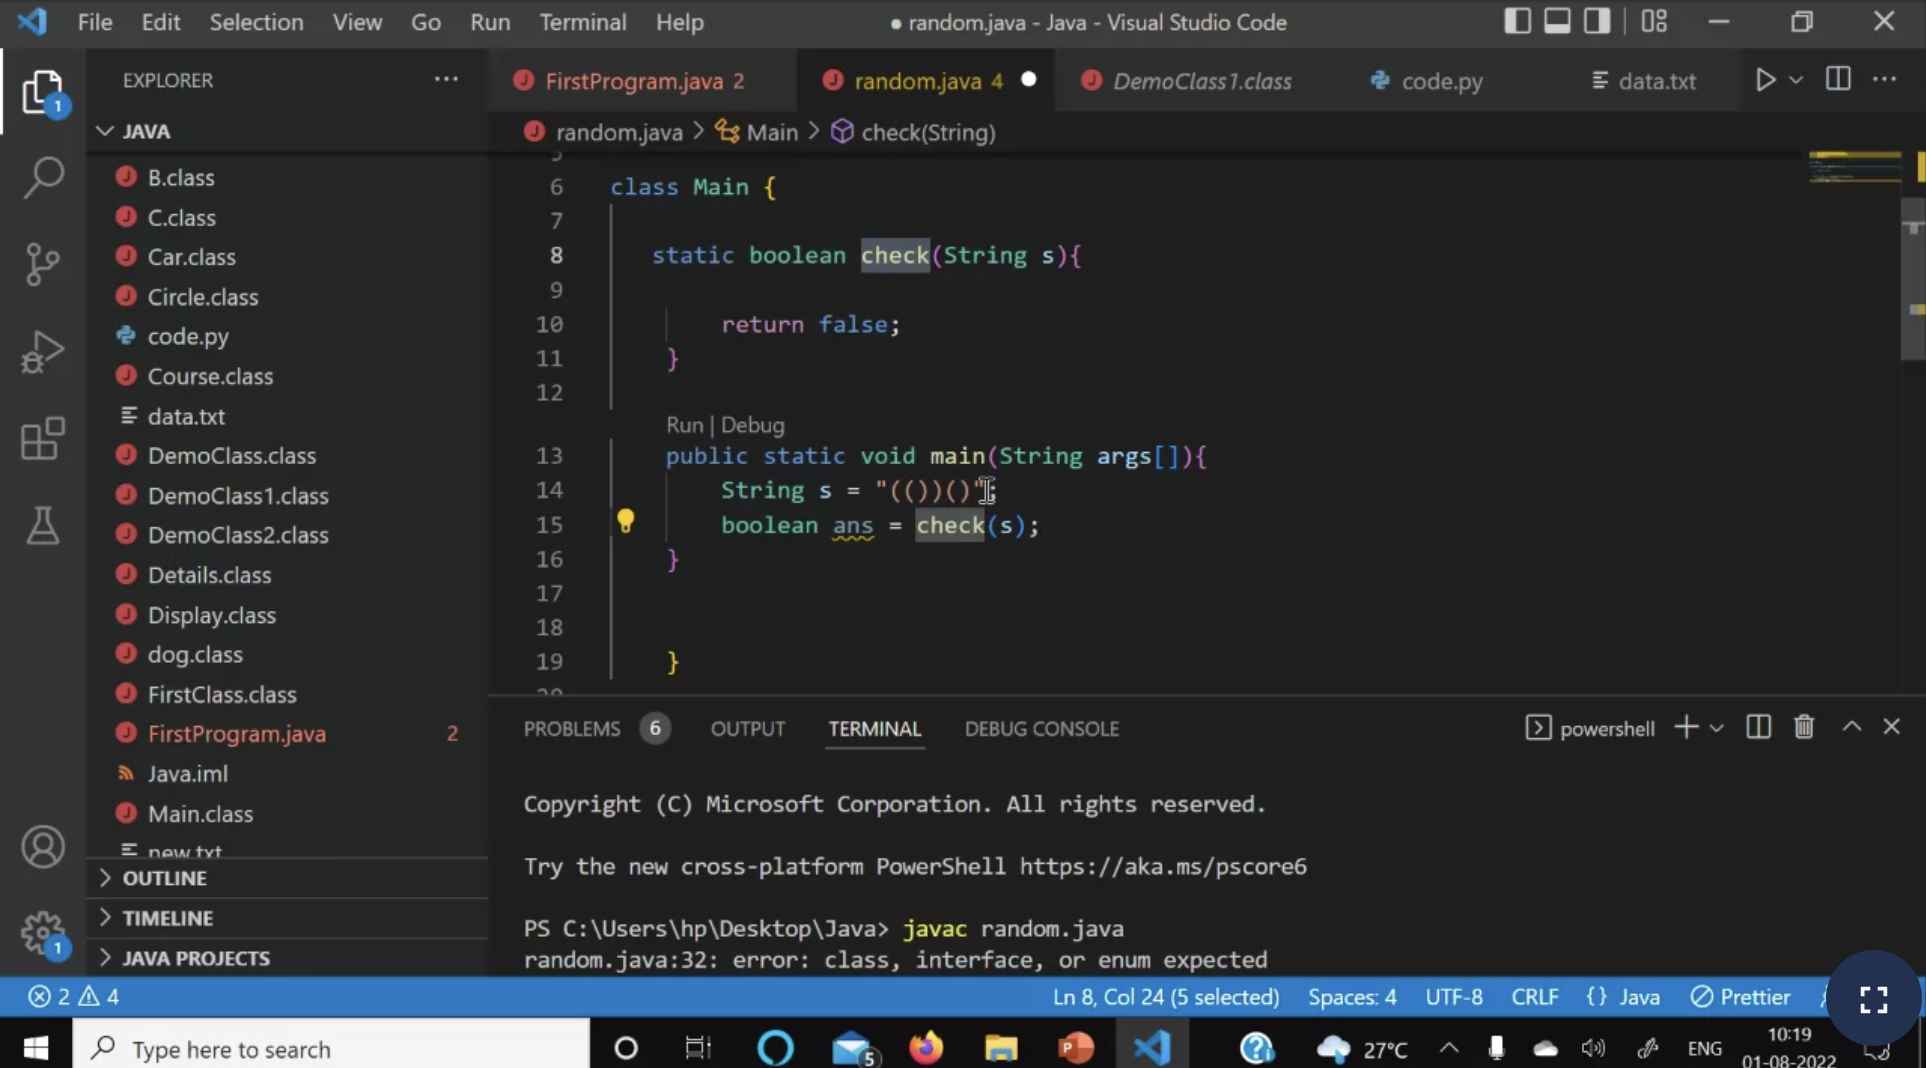 File Edit Selection View Go Run Terminal Help ● random.java - Java - Visual Studio Code
EXPLORER ···
FirstProgram.java 2 random.java 4 DemoClass1.class code.py data.txt
JAVA
random.java > Main > check(String)
B.class
C.class
Car.class
Circle.class
code.py
Course.class
data.txt
DemoClass.class
DemoClass1.class
DemoClass2.class
Details.class
Display.class
dog.class
FirstClass.class
FirstProgram.java 2
Java.iml
Main.class
new.txt
OUTLINE
TIMELINE
JAVA PROJECTS
1
1
5
6 class Main {
7
8 static boolean check(String s){
9
10 return false;
11 }
12
Run | Debug
13 public static void main(String args[]){
14 String s = "(())()";
15 boolean ans = check(s);
16 }
17
18
19 }
20
PROBLEMS 6 OUTPUT TERMINAL DEBUG CONSOLE powershell
Copyright (C) Microsoft Corporation. All rights reserved.
Try the new cross-platform PowerShell https://aka.ms/pscore6
PS C:\Users\hp\Desktop\Java> javac random.java
random.java:32: error: class, interface, or enum expected
2 4 Ln 8, Col 24 (5 selected) Spaces: 4 UTF-8 CRLF {} Java Prettier
Type here to search 5 27°C ENG 10:19
01-08-2022